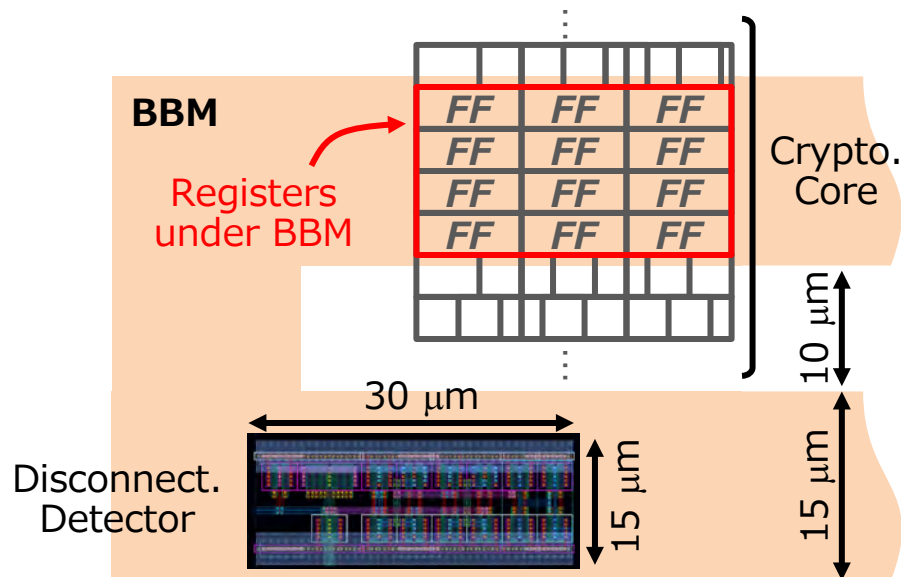 BBM
FF FF FF
FF FF FF
FF FF FF
FF FF FF
Registers
under BBM
Crypto.
Core
10 μm
30 μm
Disconnect.
Detector
15 μm
15 μm